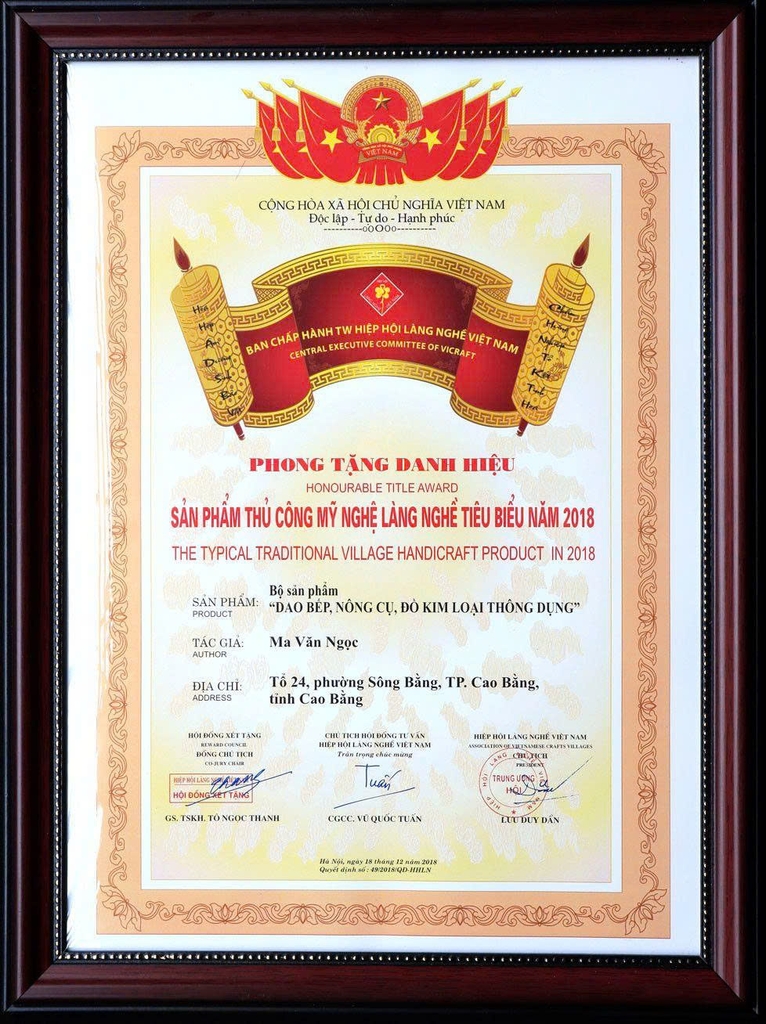 VIỆT NAM
CỘNG HÒA XÃ HỘI CHỦ NGHĨA VIỆT NAM
Độc lập - Tự do - Hạnh phúc
----------oOOOo----------
BAN CHẤP HÀNH TW HIỆP HỘI LÀNG NGHỀ VIỆT NAM
CENTRAL EXECUTIVE COMMITTEE OF VICRAFT
PHONG TẶNG DANH HIỆU
HONOURABLE TITLE AWARD
SẢN PHẨM THỦ CÔNG MỸ NGHỆ LÀNG NGHỀ TIÊU BIỂU NĂM 2018
THE TYPICAL TRADITIONAL VILLAGE HANDICRAFT PRODUCT IN 2018
SẢN PHẨM: Bộ sản phẩm
PRODUCT "DAO BẾP, NÔNG CỤ, ĐỒ KIM LOẠI THÔNG DỤNG"
TÁC GIẢ: Ma Văn Ngọc
AUTHOR
ĐỊA CHỈ: Tổ 24, phường Sông Bằng, TP. Cao Bằng,
ADDRESS tỉnh Cao Bằng
HỘI ĐỒNG XÉT TẶNG
REWARD COUNCIL
ĐỒNG CHỦ TỊCH
CO-JURY CHAIR
HIỆP HỘI LÀNG
HỘI ĐỒNG XÉT TẶNG
GS. TSKH. TÔ NGỌC THANH
CHỦ TỊCH HỘI ĐỒNG TƯ VẤN
HIỆP HỘI LÀNG NGHỀ VIỆT NAM
Trân trọng chúc mừng
Tuấn
CGCC. VŨ QUỐC TUẤN
HIỆP HỘI LÀNG NGHỀ VIỆT NAM
ASSOCIATION OF VIETNAMESE CRAFTS VILLAGES
CHỦ TỊCH
PRESIDENT
TRUNG ƯƠNG
HỘI
LƯU DUY DẦN
Hà Nội, ngày 18 tháng 12 năm 2018
Quyết định số : 49/2018/QĐ-HHLN